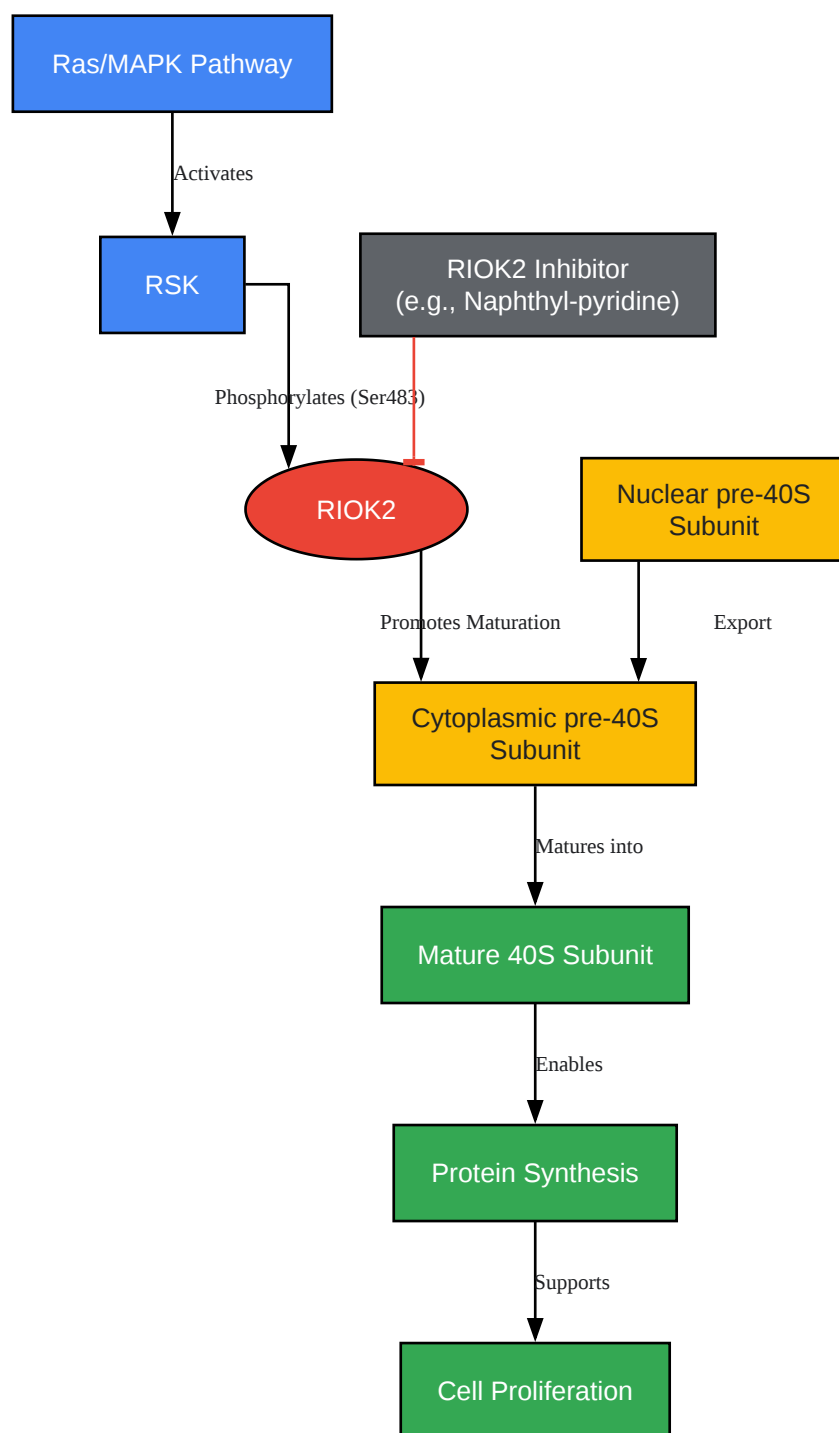 Ras/MAPK Pathway
Activates
RSK
RIOK2 Inhibitor
(e.g., Naphthyl-pyridine)
Phosphorylates (Ser483)
RIOK2
Nuclear pre-40S
Subunit
Promotes Maturation
Export
Cytoplasmic pre-40S
Subunit
Matures into
Mature 40S Subunit
Enables
Protein Synthesis
Supports
Cell Proliferation